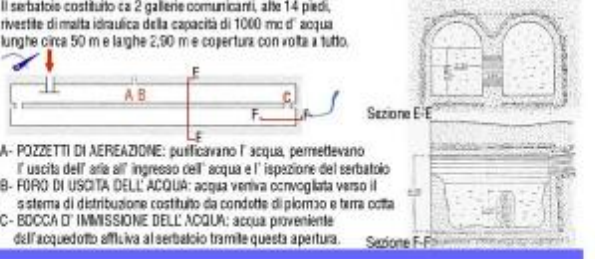 Il serbatoio costituito ca 2 gallerie comunicanti, alte 14 piedi,
rivestite di malta idraulica della capacità di 1000 mc d' acqua
lunghe circa 50 m e larghe 2,90 m e copertura con volta a tutto.
E
A B
C
F
F
E
Sezione E-E
A- POZZETTI DI AEREAZIONE: purificavano l' acqua, permettevano
l' uscita dell' aria all' ingresso dell' acqua e l' ispezione del serbatoio
B- FORO DI USCITA DELL' ACQUA: acqua veniva convogliata verso il
sistema di distribuzione costituito da condotte di piombo e terra cotta
C- BOCCA D' IMMISSIONE DELL' ACQUA: acqua proveniente
dall'acquedotto affluiva al serbatoio tramite questa apertura.
Sezione F-F